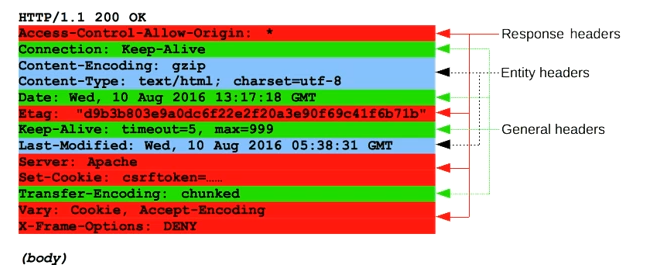 HTTP/1.1 200 OK
Access-Control-Allow-Origin: *
Connection: Keep-Alive
Content-Encoding: gzip
Content-Type: text/html; charset=utf-8
Date: Wed, 10 Aug 2016 13:17:18 GMT
Etag: "d9b3b803e9a0dc6f22e2f20a3e90f69c41f6b71b"
Keep-Alive: timeout=5, max=999
Last-Modified: Wed, 10 Aug 2016 05:38:31 GMT
Server: Apache
Set-Cookie: csrftoken=……
Transfer-Encoding: chunked
Vary: Cookie, Accept-Encoding
X-Frame-Options: DENY
(body)
Response headers
Entity headers
General headers